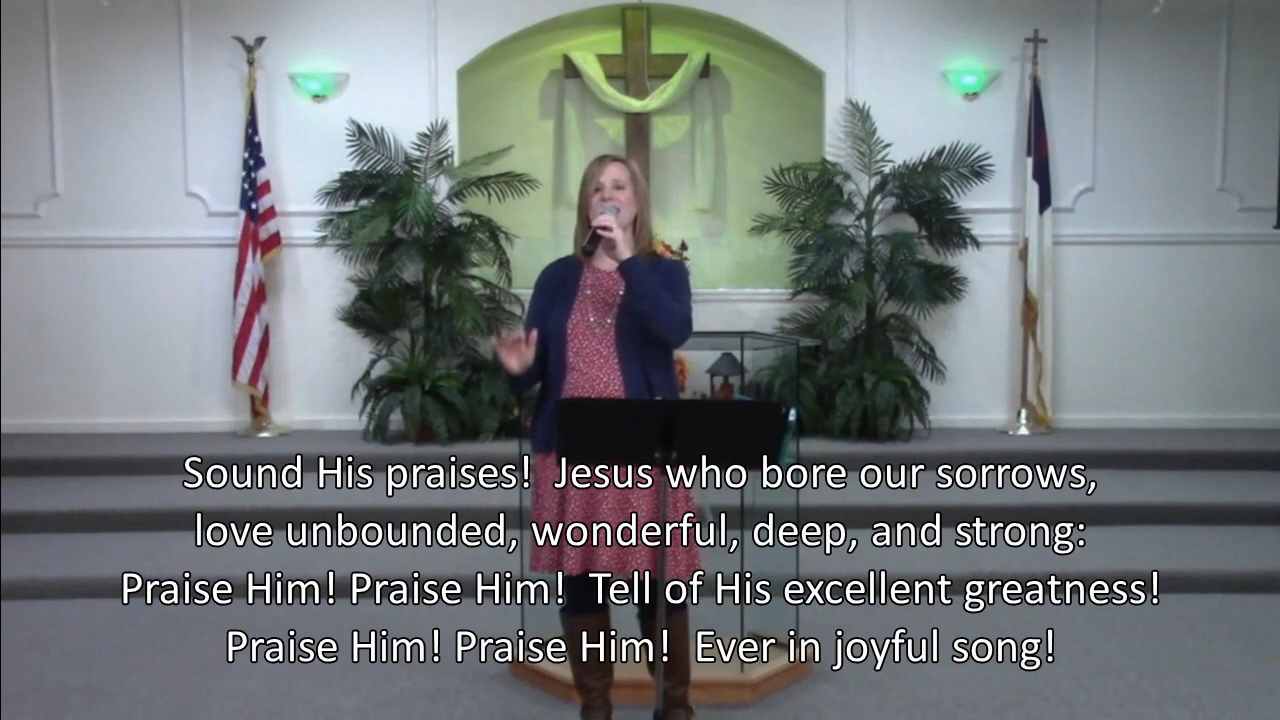 Sound His praises!  Jesus who bore our sorrows,
love unbounded, wonderful, deep, and strong:
Praise Him! Praise Him!  Tell of His excellent greatness!
Praise Him! Praise Him!  Ever in joyful song!